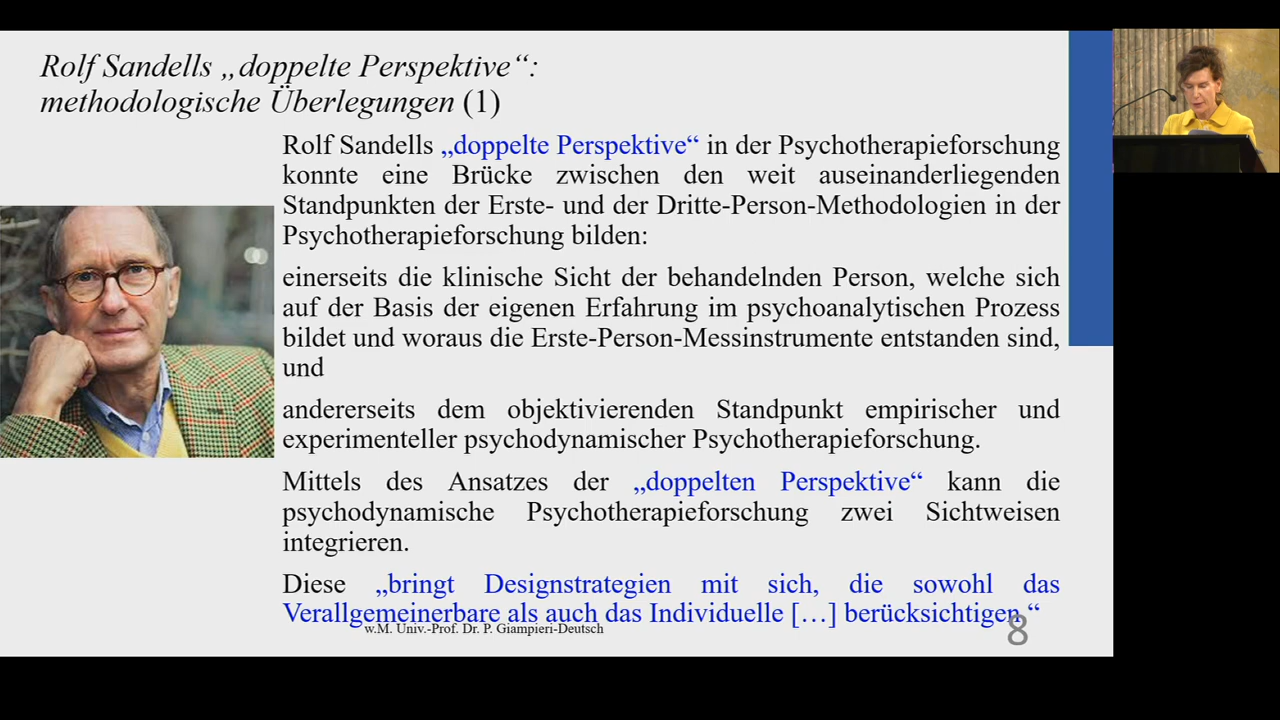 Rolf Sandells „doppelte Perspektive“:
methodologische Überlegungen (1)
Rolf Sandells „doppelte Perspektive“ in der Psychotherapieforschung
konnte eine Brücke zwischen den weit auseinanderliegenden
Standpunkten der Erste- und der Dritte-Person-Methodologien in der
Psychotherapieforschung bilden:
einerseits die klinische Sicht der behandelnden Person, welche sich
auf der Basis der eigenen Erfahrung im psychoanalytischen Prozess
bildet und woraus die Erste-Person-Messinstrumente entstanden sind,
und
andererseits dem objektivierenden Standpunkt empirischer und
experimenteller psychodynamischer Psychotherapieforschung.
Mittels des Ansatzes der „doppelten Perspektive“ kann die
psychodynamische Psychotherapieforschung zwei Sichtweisen
integrieren.
Diese „bringt Designstrategien mit sich, die sowohl das
Verallgemeinerbare als auch das Individuelle […] berücksichtigen.“
w.M. Univ.-Prof. Dr. P. Giampieri-Deutsch
8